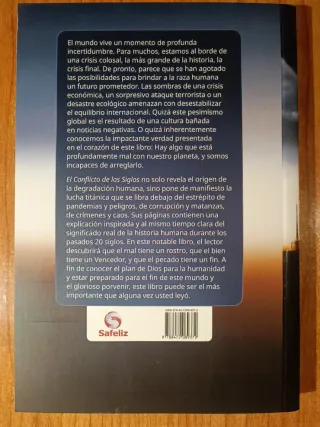 El mundo vive un momento de profunda
incertidumbre. Para muchos, estamos al borde de
una crisis colosal, la más grande de la historia, la
crisis final. De pronto, parece que se han agotado
las posibilidades para brindar a la raza humana
un futuro prometedor. Las sombras de una crisis
económica, un sorpresivo ataque terrorista o un
desastre ecológico amenazan con desestabilizar
el equilibrio internacional. Quizá este pesimismo
global es el resultado de una cultura bañada
en noticias negativas. O quizá inherentemente
conocemos la impactante verdad presentada
en el corazón de este libro: Hay algo que está
profundamente mal con nuestro planeta, y somos
incapaces de arreglarlo.
El Conflicto de los Siglos no solo revela el origen de
la degradación humana, sino pone de manifiesto la
lucha titánica que se libra debajo del estrépito de
pandemias y peligros, de corrupción y matanzas,
de crímenes y caos. Sus páginas contienen una
explicación inspirada y al mismo tiempo clara del
significado real de la historia humana durante los
pasados 20 siglos. En este notable libro, el lector
descubrirá que el mal tiene un rostro, que el bien
tiene un Vencedor, y que el pecado tiene un fin. A
fin de conocer el plan de Dios para la humanidad
y estar preparado para el fin de este mundo y
el glorioso porvenir, este libro puede ser el más
importante que alguna vez usted leyó.
Safeliz